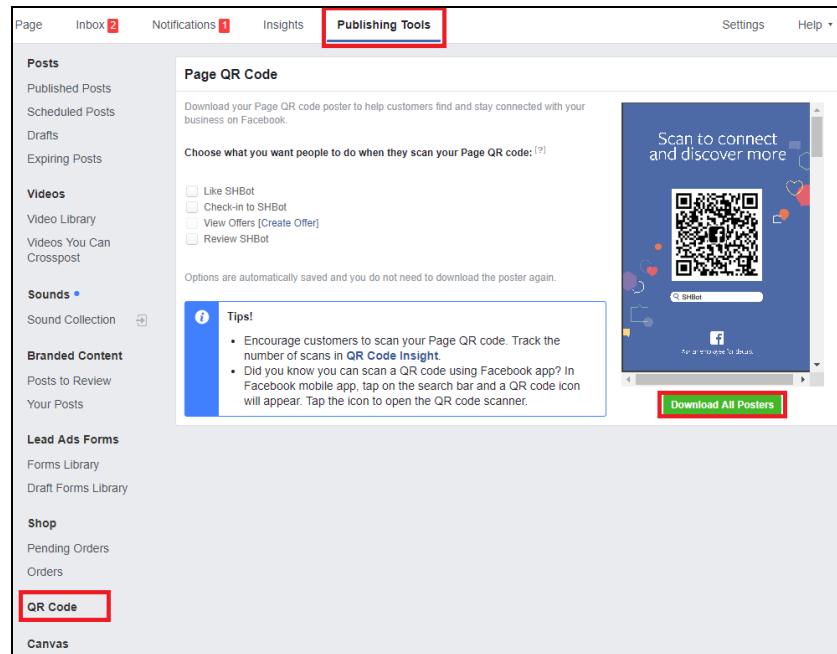 Page Inbox 2 Notifications 1 Insights Publishing Tools Settings Help
Posts
Published Posts
Scheduled Posts
Drafts
Expiring Posts
Videos
Video Library
Videos You Can
Crosspost
Sounds
Sound Collection
Branded Content
Posts to Review
Your Posts
Lead Ads Forms
Forms Library
Draft Forms Library
Shop
Pending Orders
Orders
QR Code
Canvas
Page QR Code
Download your Page QR code poster to help customers find and stay connected with your
business on Facebook.
Choose what you want people to do when they scan your Page QR code: [?]
Like SHBot
Check-in to SHBot
View Offers [Create Offer]
Review SHBot
Options are automatically saved and you do not need to download the poster again.
Tips!
• Encourage customers to scan your Page QR code. Track the
number of scans in QR Code Insight.
• Did you know you can scan a QR code using Facebook app? In
Facebook mobile app, tap on the search bar and a QR code icon
will appear. Tap the icon to open the QR code scanner.
Scan to connect
and discover more
SHBot
employee for details.
Download All Posters